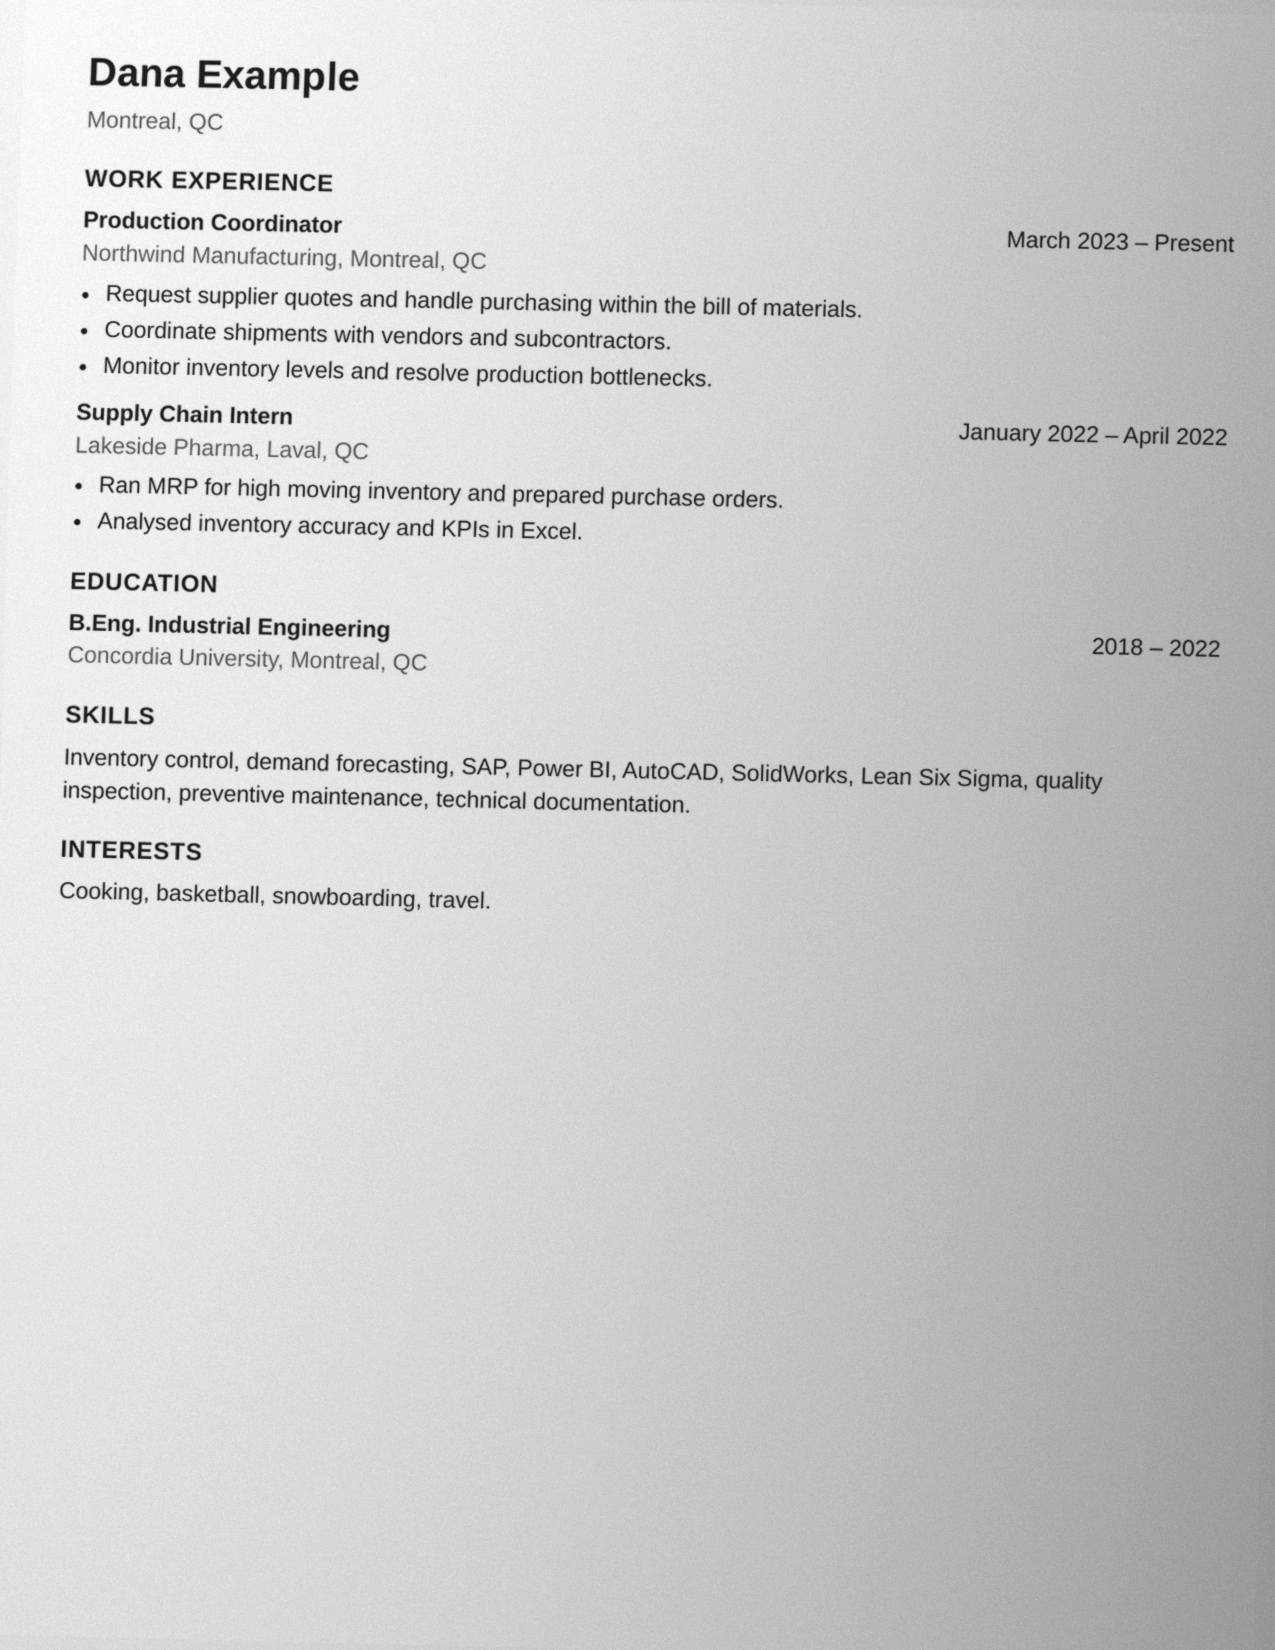 Dana Example
Montreal, QC
WORK EXPERIENCE
Production Coordinator
March 2023 – Present
Northwind Manufacturing, Montreal, QC
• Request supplier quotes and handle purchasing within the bill of materials.
• Coordinate shipments with vendors and subcontractors.
• Monitor inventory levels and resolve production bottlenecks.
Supply Chain Intern
January 2022 – April 2022
Lakeside Pharma, Laval, QC
• Ran MRP for high moving inventory and prepared purchase orders.
• Analysed inventory accuracy and KPIs in Excel.
EDUCATION
B.Eng. Industrial Engineering
2018 – 2022
Concordia University, Montreal, QC
SKILLS
Inventory control, demand forecasting, SAP, Power BI, AutoCAD, SolidWorks, Lean Six Sigma, quality
inspection, preventive maintenance, technical documentation.
INTERESTS
Cooking, basketball, snowboarding, travel.